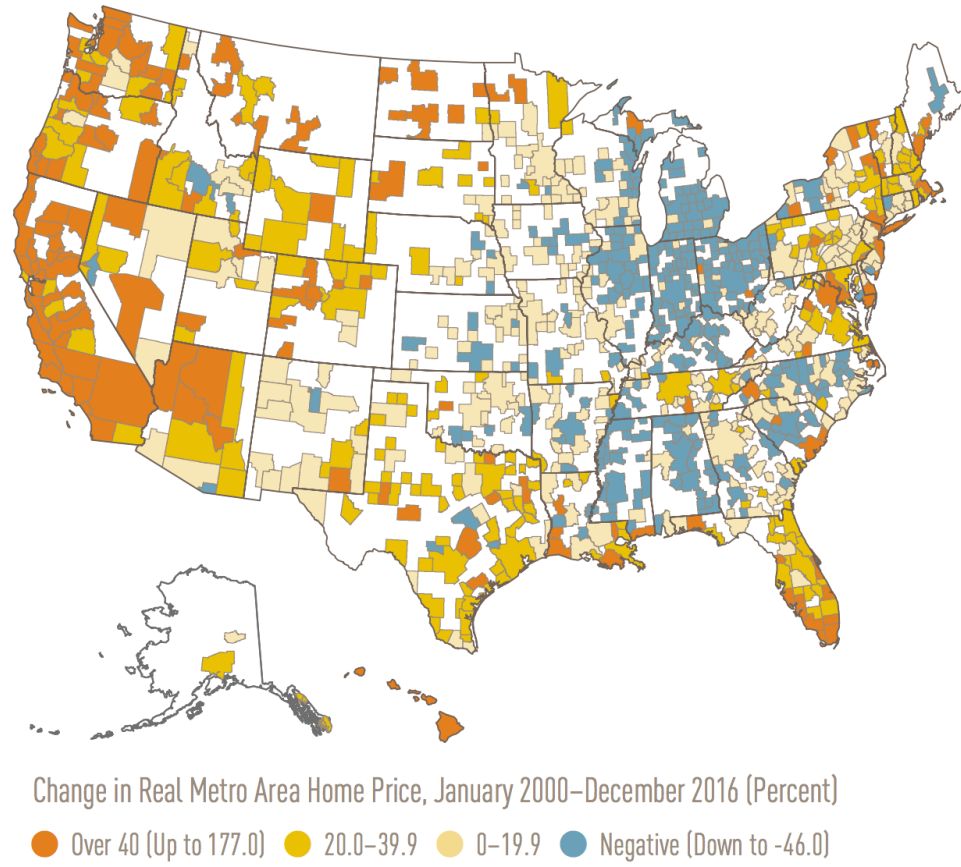 Change in Real Metro Area Home Price, January 2000–December 2016 (Percent)
Over 40 (Up to 177.0) 20.0–39.9 0–19.9 Negative (Down to -46.0)